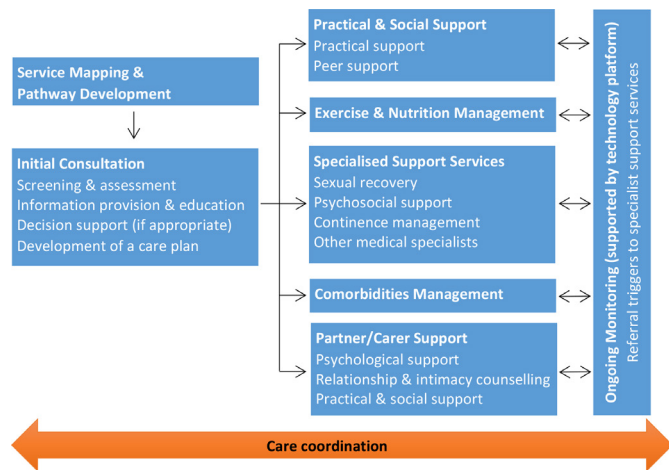 Service Mapping &
Pathway Development
Initial Consultation
Screening & assessment
Information provision & education
Decision support (if appropriate)
Development of a care plan
Practical & Social Support
Practical support
Peer support
Exercise & Nutrition Management
Specialised Support Services
Sexual recovery
Psychosocial support
Continence management
Other medical specialists
Comorbidities Management
Partner/Carer Support
Psychological support
Relationship & intimacy counselling
Practical & social support
Ongoing Monitoring (supported by technology platform)
Referral triggers to specialist support services
Care coordination